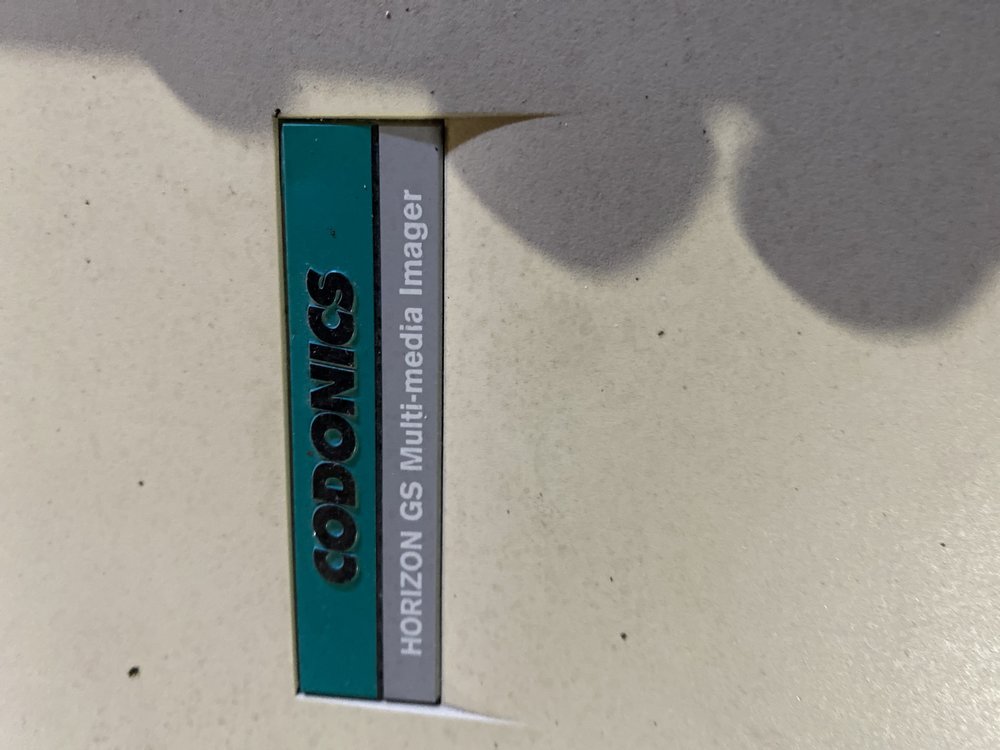 CODONICS
HORIZON GS Multi-media Imager